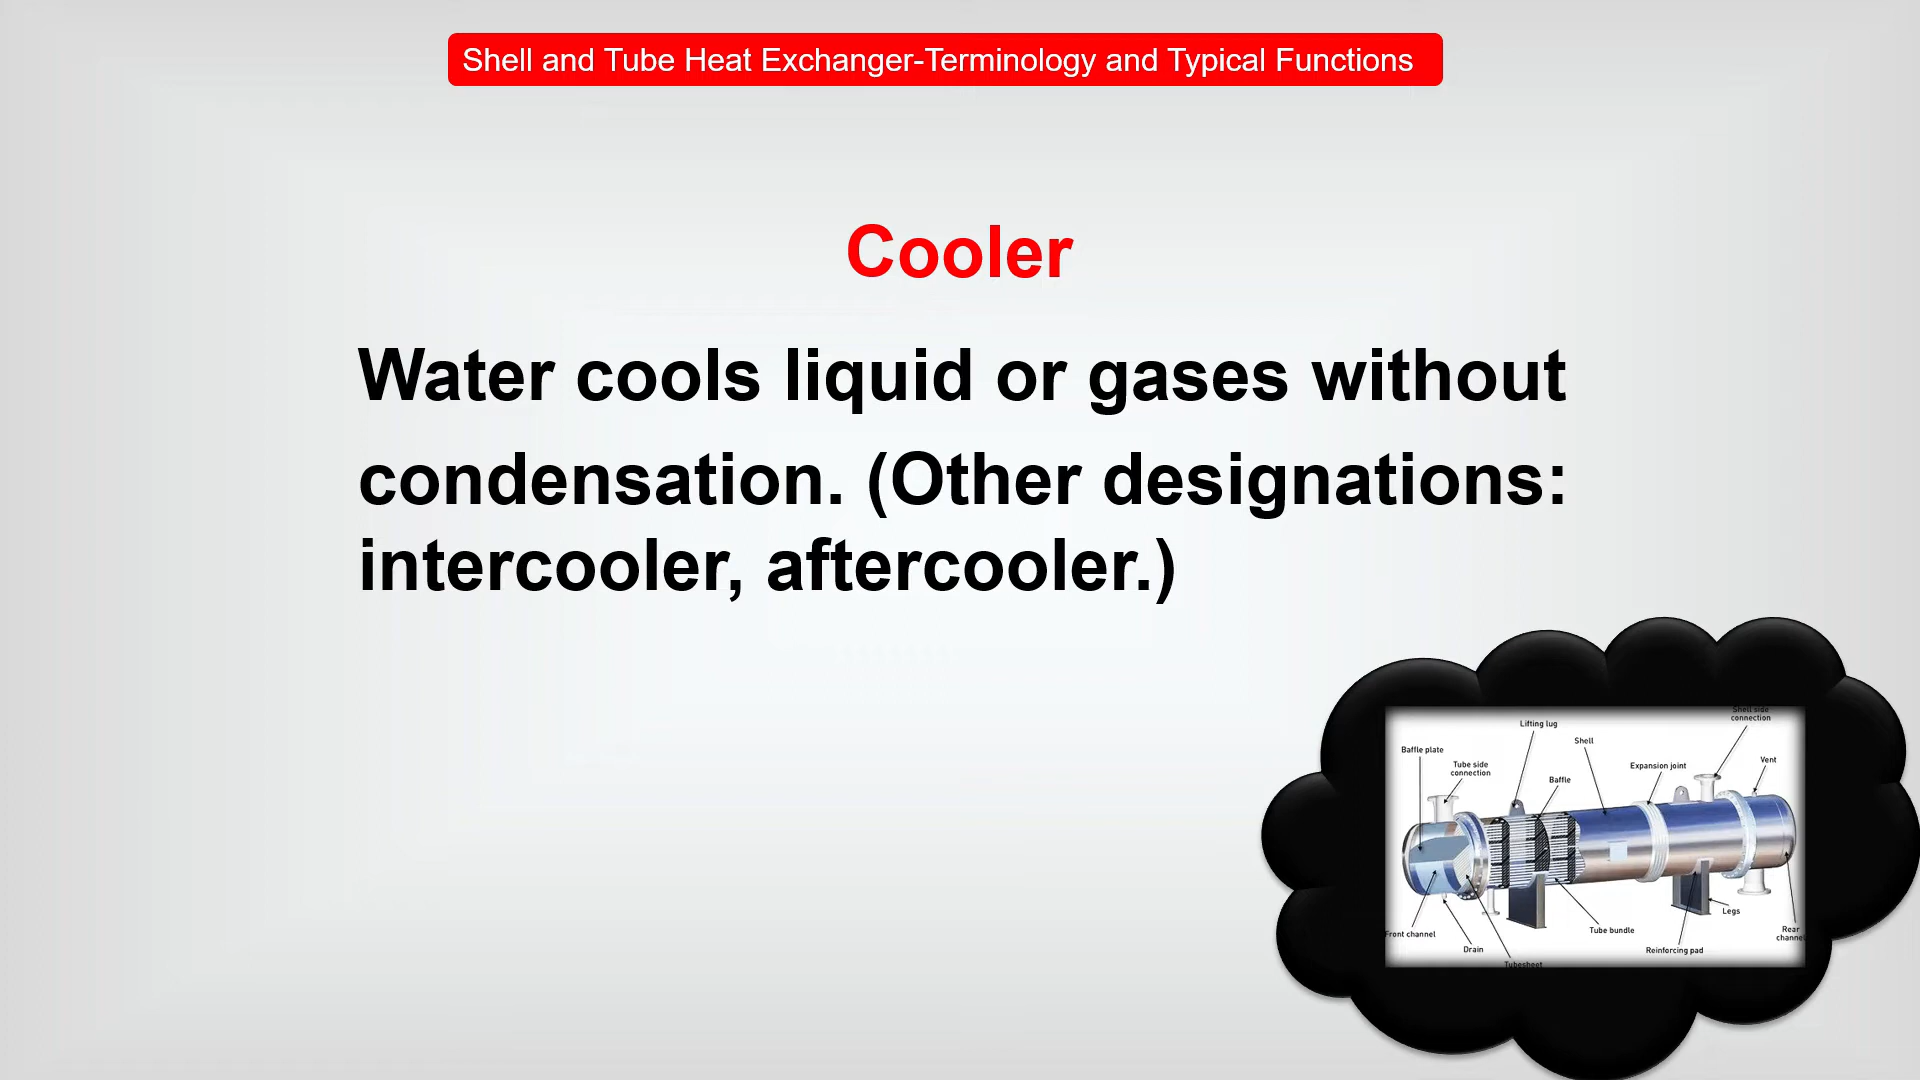 Shell and Tube Heat Exchanger-Terminology and Typical Functions
Cooler
Water cools liquid or gases without
condensation. (Other designations:
intercooler, aftercooler.)
Shell side
connection
Lifting lug
Shell
Baffle plate
Tube side
connection
Expansion joint
Vent
Baffle
Legs
Front channel
Tube bundle
Rear
channel
Drain
Reinforcing pad
Tubesheet